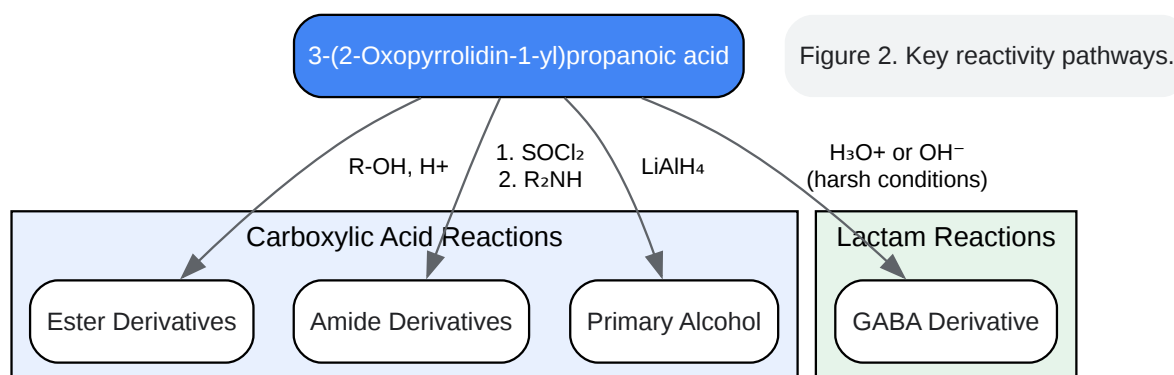 3-(2-Oxopyrrolidin-1-yl)propanoic acid
Figure 2. Key reactivity pathways.
R-OH, H+
1. SOCl₂
2. R₂NH
LiAlH₄
H₃O+ or OH⁻
(harsh conditions)
Carboxylic Acid Reactions
Lactam Reactions
Ester Derivatives
Amide Derivatives
Primary Alcohol
GABA Derivative